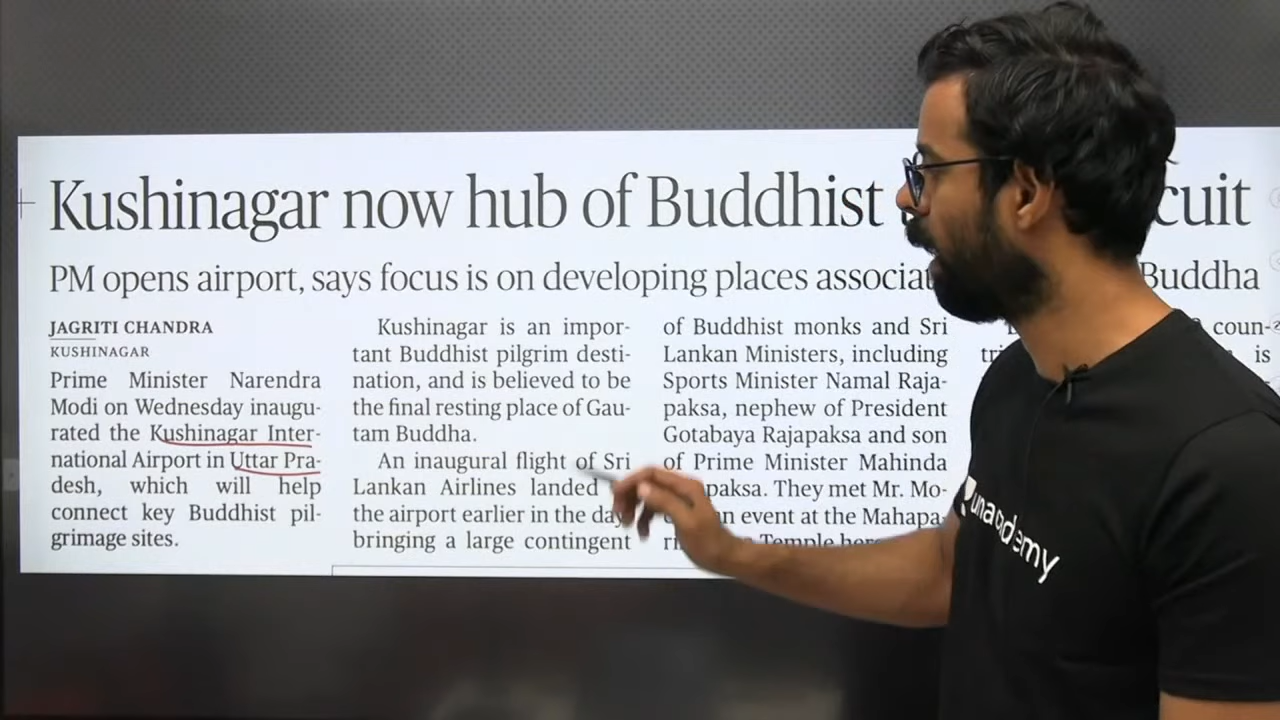 Kushinagar now hub of Buddhist cuit
PM opens airport, says focus is on developing places associat Buddha
JAGRITI CHANDRA
KUSHINAGAR
Prime Minister Narendra
Modi on Wednesday inaugu-
rated the Kushinagar Inter-
national Airport in Uttar Pra-
desh, which will help
connect key Buddhist pil-
grimage sites.
Kushinagar is an impor-
tant Buddhist pilgrim desti-
nation, and is believed to be
the final resting place of Gau-
tam Buddha.
An inaugural flight of Sri
Lankan Airlines landed
the airport earlier in the day
bringing a large contingent
of Buddhist monks and Sri
Lankan Ministers, including
Sports Minister Namal Raja-
paksa, nephew of President
Gotabaya Rajapaksa and son
of Prime Minister Mahinda
paksa. They met Mr. Mo-
an event at the Mahapa-
Temple here
coun-
tri is
unacademy